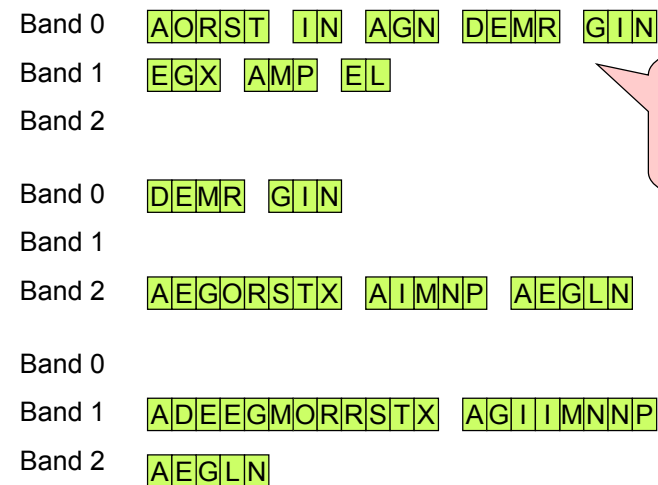 Band 0 AORST IN AGN DEMR GIN
Band 1 EGX AMP EL
Band 2
Band 0 DEMR GIN
Band 1
Band 2 AEGORSTX AIMNP AEGLN
Band 0
Band 1 ADEEGMORRSTX AGIIMNNP
Band 2 AEGLN